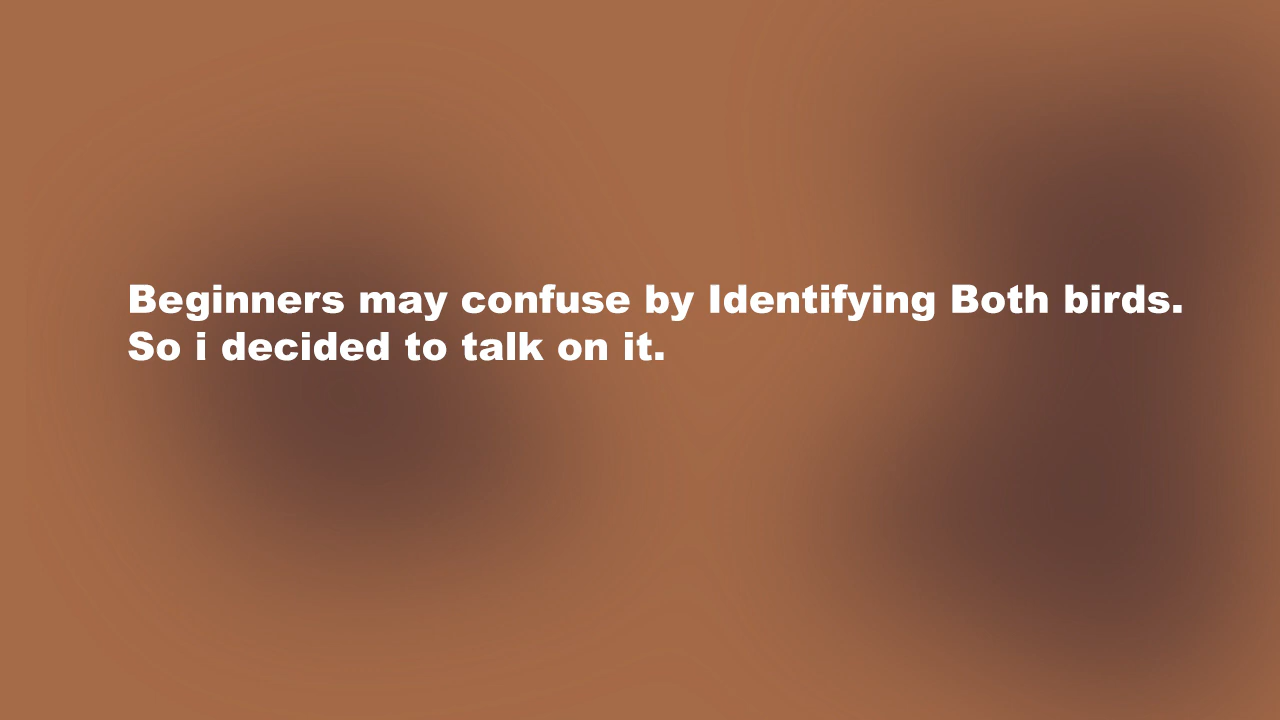 Beginners may confuse by Identifying Both birds.
So i decided to talk on it.